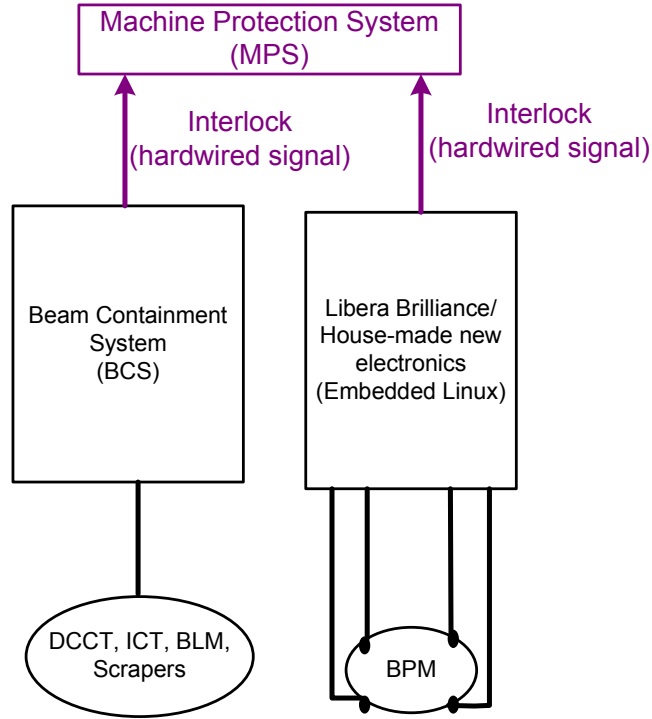 Machine Protection System
(MPS)
Interlock
(hardwired signal)
Interlock
(hardwired signal)
Beam Containment
System
(BCS)
Libera Brilliance/
House-made new
electronics
(Embedded Linux)
DCCT, ICT, BLM,
Scrapers
BPM